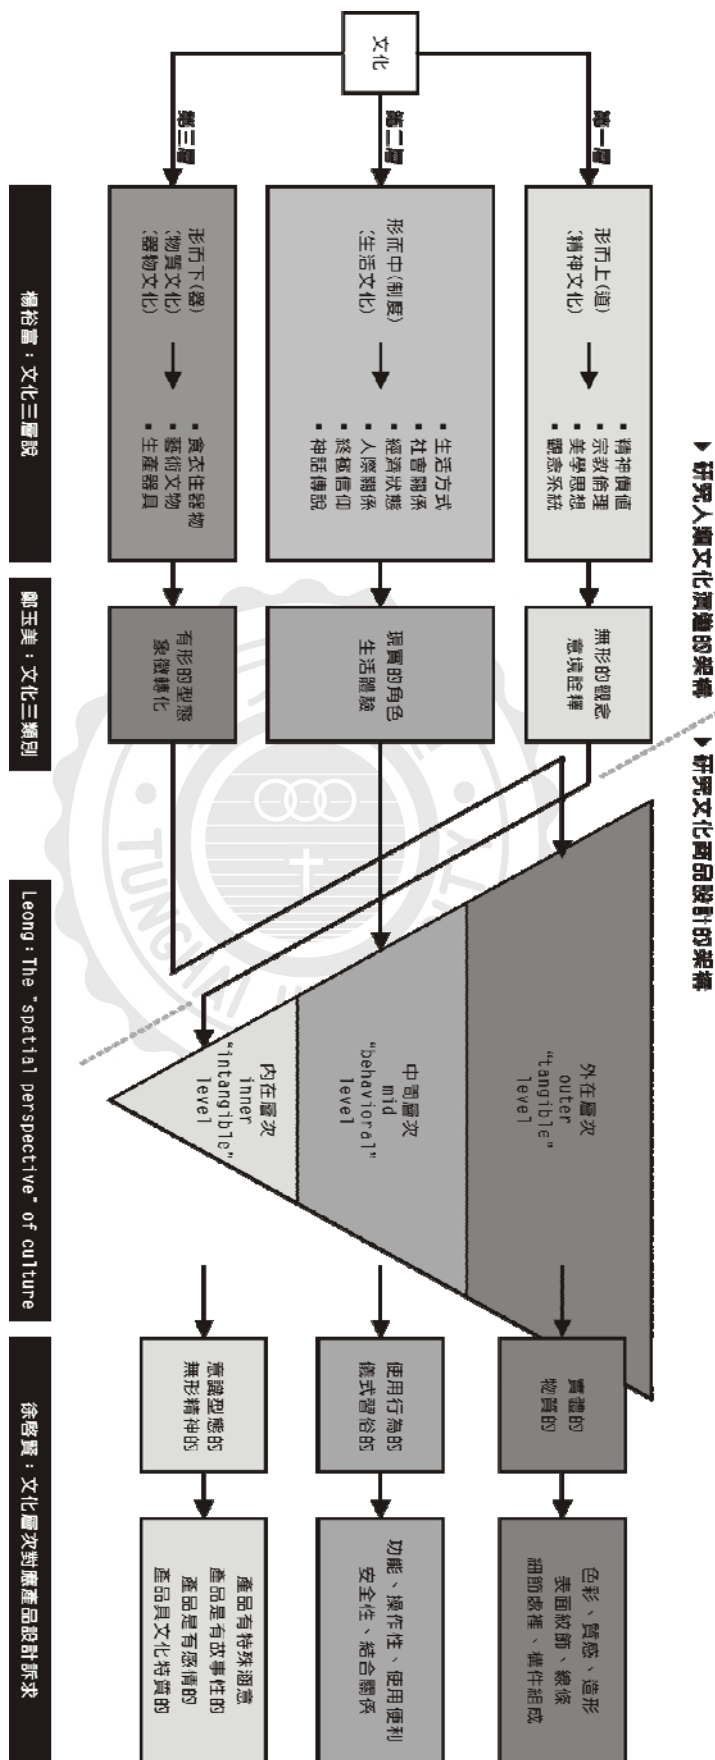 ▶ 研究人類文化演進的架構
▶ 研究文化商品設計的架構
文化
第一層
第二層
第三層
形而上(道)
(精神文化)
▪ 精神價值
▪ 宗教倫理
▪ 美學思想
▪ 觀念系統
形而中(制度)
(生活文化)
▪ 生活方式
▪ 社會關係
▪ 經濟狀態
▪ 人際關係
▪ 終極信仰
▪ 神話傳說
形而下(器)
(物質文化)
(器物文化)
▪ 食衣住器物
▪ 藝術文物
▪ 生產器具
無形的觀念
意境詮釋
現實的角色
生活體驗
有形的型態
象徵轉化
外在層次
outer
"tangible"
level
中間層次
mid
"behavioral"
level
內在層次
inner
"intangible"
level
實體的
物質的
使用行為的
儀式習俗的
意識型態的
無形精神的
色彩、質感、造形
表面紋飾、線條
細節處裡、構件組成
功能、操作性、使用便利
安全性、結合關係
產品有特殊涵意
產品是有故事性的
產品是有感情的
產品具文化特質的
楊裕富：文化三層說
鄭玉美：文化三類別
Leong:The "spatial perspective" of culture
徐啓賢：文化層次對應產品設計訴求
TUNGHAI